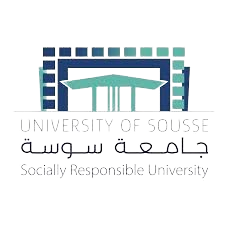 UNIVERSITY OF SOUSSE
جامعة سوسة
Socially Responsible University